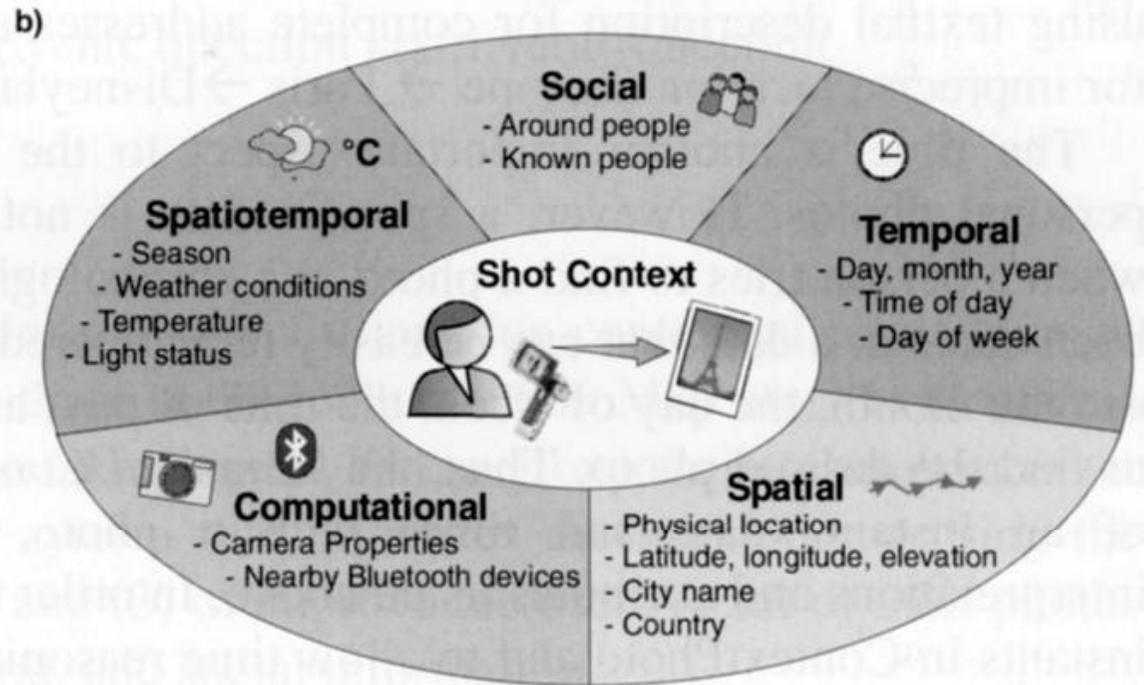 b)
Social
- Around people
- Known people
°C
Spatiotemporal
- Season
- Weather conditions
- Temperature
- Light status
Temporal
- Day, month, year
- Time of day
- Day of week
Shot Context
Computational
- Camera Properties
- Nearby Bluetooth devices
Spatial
- Physical location
- Latitude, longitude, elevation
- City name
- Country